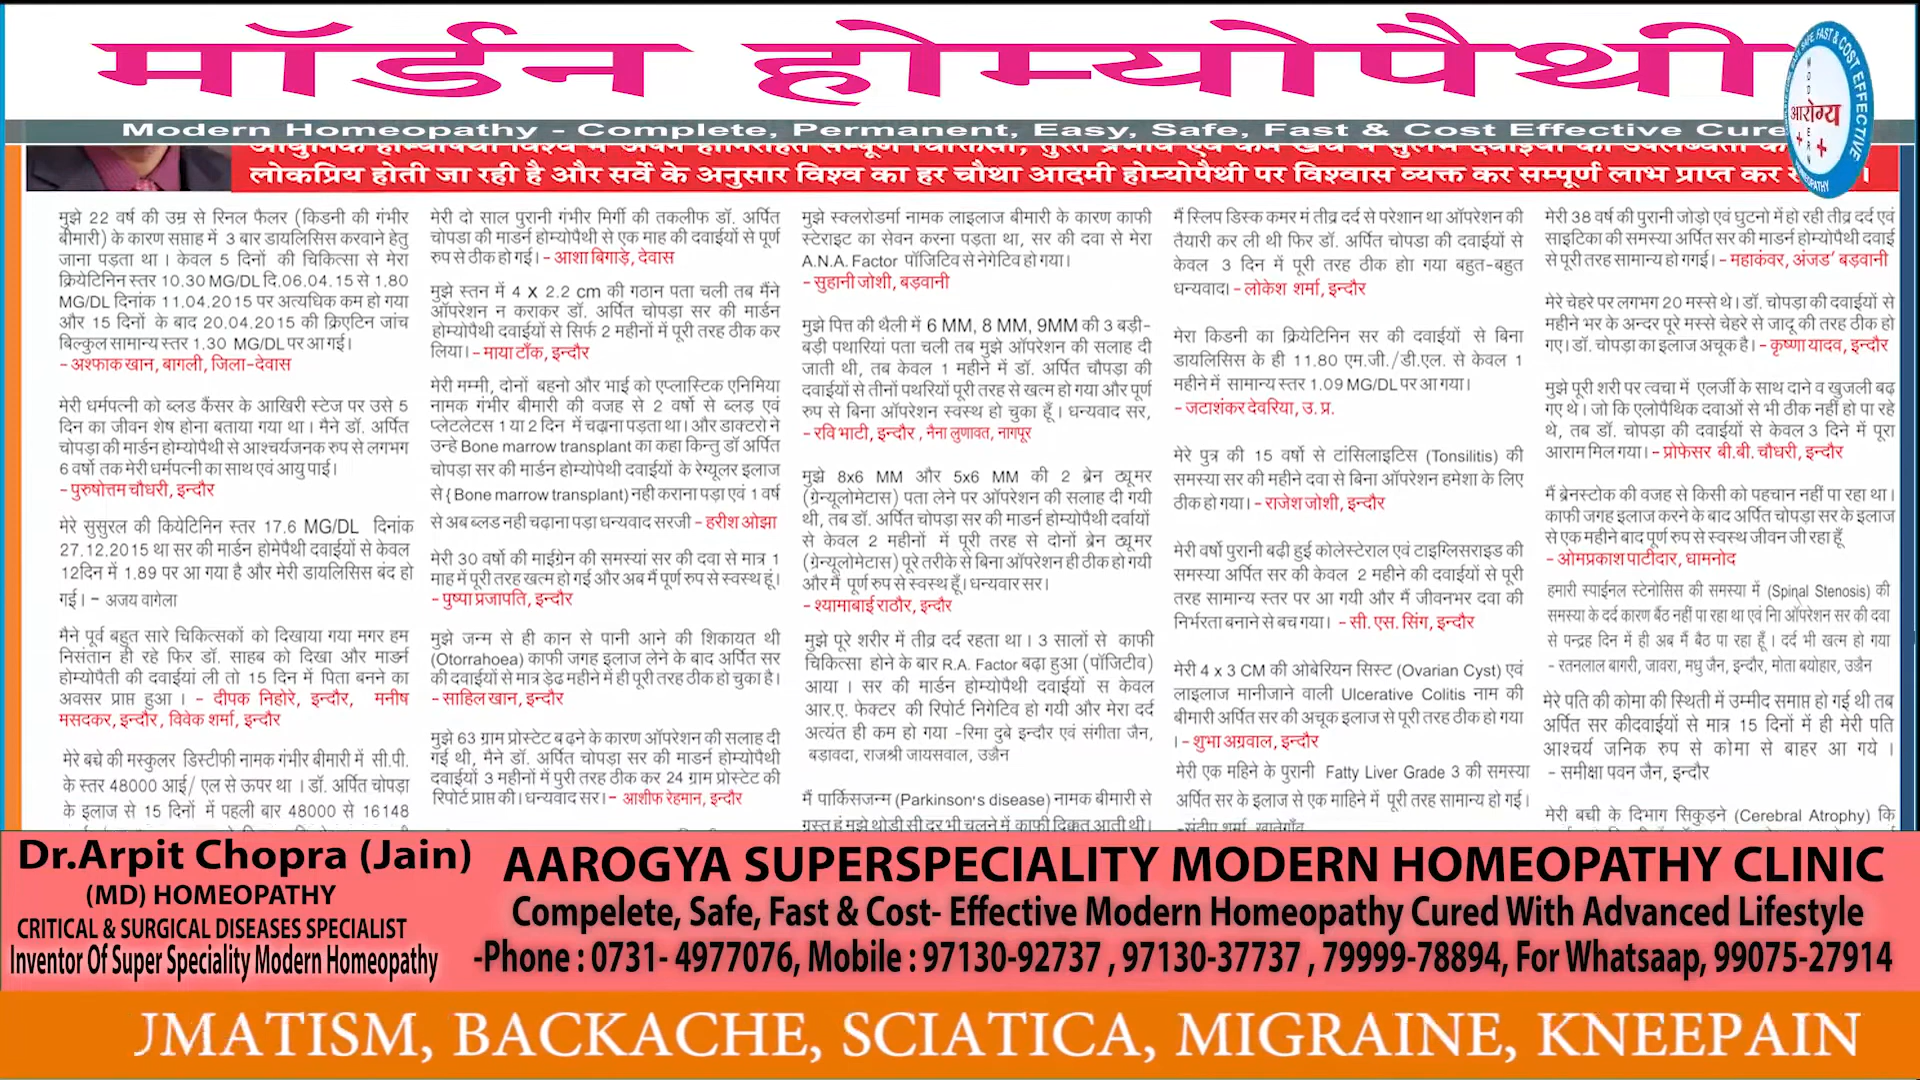 मॉर्डन होम्योपैथी
Modern Homeopathy - Complete, Permanent, Easy, Safe, Fast & Cost Effective Cure
SAFE FAST & COST EFFECTIVE
MODERN
आरोग्य
HOMEOPATHY
लोकप्रिय होती जा रही है और सर्वे के अनुसार विश्व का हर चौथा आदमी होम्योपैथी पर विश्वास व्यक्त कर सम्पूर्ण लाभ प्राप्त कर
मुझे 22 वर्ष की उम्र से रिनल फैलर (किडनी की गंभीर
बीमारी) के कारण सप्ताह में 3 बार डायलिसिस करवाने हेतु
जाना पड़ता था । केवल 5 दिनों की चिकित्सा से मेरा
क्रियेटिनिन स्तर 10.30 MG/DL दि.06.04.15 से 1.80
MG/DL दिनांक 11.04.2015 पर अत्यधिक कम हो गया
और 15 दिनों के बाद 20.04.2015 की क्रिएटिन जांच
बिल्कुल सामान्य स्तर 1.30 MG/DL पर आ गई।
- अश्फाक खान, बागली, जिला-देवास
मेरी धर्मपत्नी को ब्लड कैंसर के आखिरी स्टेज पर उसे 5
दिन का जीवन शेष होना बताया गया था । मैने डॉ. अर्पित
चोपड़ा की मार्डन होम्योपैथी से आश्चर्यजनक रुप से लगभग
6 वर्षो तक मेरी धर्मपत्नी का साथ एवं आयु पाई।
- पुरुषोत्तम चौधरी, इन्दौर
मेरे सुसुरल की कियेटिनिन स्तर 17.6 MG/DL दिनांक
27.12.2015 था सर की मार्डन होमेपैथी दवाईयों से केवल
12दिन में 1.89 पर आ गया है और मेरी डायलिसिस बंद हो
गई। - अजय वागेला
मैने पूर्व बहुत सारे चिकित्सकों को दिखाया गया मगर हम
निसंतान ही रहे फिर डॉ. साहब को दिखा और मार्डर्न
होम्योपैती की दवाईयां ली तो 15 दिन में पिता बनने का
अवसर प्राप्त हुआ । - दीपक निहोरे, इन्दौर, मनीष
मसदकर, इन्दौर, विवेक शर्मा, इन्दौर
मेरे बच्चे की मस्कुलर डिस्टीफी नामक गंभीर बीमारी में सी.पी.
के स्तर 48000 आई/ एल से ऊपर था । डॉ. अर्पित चोपड़ा
के इलाज से 15 दिनों में पहली बार 48000 से 16148
मेरी दो साल पुरानी गंभीर मिर्गी की तकलीफ डॉ. अर्पित
चोपडा की मार्डन होम्योपैथी से एक माह की दवाईयों से पूर्ण
रुप से ठीक हो गई। - आशा बिगाड़े, देवास
मुझे स्तन में 4 X 2.2 cm की गठान पता चली तब मैंने
ऑपरेशन न कराकर डॉ. अर्पित चोपड़ा सर की मार्डन
होम्योपैथी दवाईयों से सिर्फ 2 महीनों में पूरी तरह ठीक कर
लिया। - माया टाँक, इन्दौर
मेरी मम्मी, दोनों बहनो और भाई को एप्लास्टिक एनिमिया
नामक गंभीर बीमारी की वजह से 2 वर्षो से ब्लड़ एवं
प्लेटलेटस 1 या 2 दिन में चढ़ाना पड़ता था । और डाक्टरो ने
उन्हे Bone marrow transplant का कहा किन्तु डॉ अर्पित
चोपड़ा सर की मार्डन होम्योपेथी दवाईयों के रेग्यूलर इलाज
से { Bone marrow transplant) नही कराना पड़ा एवं 1 वर्ष
से अब ब्लड नही चढ़ाना पड़ा धन्यवाद सरजी - हरीश ओझा
मेरी 30 वर्षो की माईग्रेन की समस्यां सर की दवा से मात्र 1
माह में पूरी तरह खत्म हो गई और अब मैं पूर्ण रुप से स्वस्थ हूं।
- पुष्पा प्रजापति, इन्दौर
मुझे जन्म से ही कान से पानी आने की शिकायत थी
(Otorrahoea) काफी जगह इलाज लेने के बाद अर्पित सर
की दवाईयों से मात्र डेढ महीने में ही पूरी तरह ठीक हो चुका है।
- साहिल खान, इन्दौर
मुझे 63 ग्राम प्रोस्टेट बढ़ने के कारण ऑपरेशन की सलाह दी
गई थी, मैने डॉ. अर्पित चोपड़ा सर की माडर्न होम्योपैथी
दवाईयों 3 महीनों में पुरी तरह ठीक कर 24 ग्राम प्रोस्टेट की
रिपोर्ट प्राप्त की। धन्यवाद सर। - आशीफ रेहमान, इन्दौर
मुझे स्क्लरोडर्मा नामक लाइलाज बीमारी के कारण काफी
स्टेराइट का सेवन करना पड़ता था, सर की दवा से मेरा
A.N.A. Factor पॉजिटिव से नेगेटिव हो गया।
- सुहानी जोशी, बड़वानी
मुझे पित्त की थैली में 6 MM, 8 MM, 9MM की 3 बड़ी-
बड़ी पथारियां पता चली तब मुझे ऑपरेशन की सलाह दी
जाती थी, तब केवल 1 महीने में डॉ. अर्पित चौपड़ा की
दवाईयों से तीनों पथरियों पूरी तरह से खत्म हो गया और पूर्ण
रुप से बिना ऑपरेशन स्वस्थ हो चुका हूँ । धन्यवाद सर,
- रवि भाटी, इन्दौर , नैना लुणावत, नागपूर
मुझे 8x6 MM और 5x6 MM की 2 ब्रेन ट्यूमर
(ग्रेन्यूलोमेटास) पता लेने पर ऑपरेशन की सलाह दी गयी
थी, तब डॉ. अर्पित चोपड़ा सर की माडर्न होम्योपैथी दर्वायों
से केवल 2 महीनों में पूरी तरह से दोनों ब्रेन ट्यूमर
(ग्रेन्यूलोमेटास) पूरे तरीके से बिना ऑपरेशन ही ठीक हो गयी
और मैं पूर्ण रुप से स्वस्थ हूँ। धन्यवार सर।
- श्यामाबाई राठौर, इन्दौर
मुझे पूरे शरीर में तीव्र दर्द रहता था । 3 सालों से काफी
चिकित्सा होने के बार R.A. Factor बढ़ा हुआ (पॉजिटीव)
आया । सर की मार्डन होम्योपैथी दवाईयों स केवल
आर.ए. फेक्टर की रिपोर्ट निगेटिव हो गयी और मेरा दर्द
अत्यंत ही कम हो गया -रिमा दुबे इन्दौर एवं संगीता जैन,
बडावदा, राजश्री जायसवाल, उज्जैन
मैं पार्किसजन्म (Parkinson's disease) नामक बीमारी से
ग्रस्त हूं मुझे थोडी सी दूर भी चलने में काफी दिक्कत आती थी।
मैं स्लिप डिस्क कमर मं तीव्र दर्द से परेशान था ऑपरेशन की
तैयारी कर ली थी फिर डॉ. अर्पित चोपडा की दवाईयों से
केवल 3 दिन में पूरी तरह ठीक होा गया बहुत-बहुत
धन्यवाद। - लोकेश शर्मा, इन्दौर
मेरा किडनी का क्रियेटिनिन सर की दवाईयों से बिना
डायलिसिस के ही 11.80 एम.जी./डी.एल. से केवल 1
महीने में सामान्य स्तर 1.09 MG/DL पर आ गया।
- जटाशंकर देवरिया, उ. प्र.
मेरे पुत्र की 15 वर्षो से टांसिलाइटिस (Tonsilitis) की
समस्या सर की महीने दवा से बिना ऑपरेशन हमेशा के लिए
ठीक हो गया। - राजेश जोशी, इन्दौर
मेरी वर्षो पुरानी बढ़ी हुई कोलेस्टेराल एवं टाइग्लिसराइड की
समस्या अर्पित सर की केवल 2 महीने की दवाईयों से पूरी
तरह सामान्य स्तर पर आ गयी और मैं जीवनभर दवा की
निर्भरता बनाने से बच गया। - सी. एस. सिंग, इन्दौर
मेरी 4 x 3 CM की ओबेरियन सिस्ट (Ovarian Cyst) एवं
लाइलाज मानीजाने वाली Ulcerative Colitis नाम की
बीमारी अर्पित सर की अचूक इलाज से पूरी तरह ठीक हो गया
। - शुभा अग्रवाल, इन्दौर
मेरी एक महिने के पुरानी Fatty Liver Grade 3 की समस्या
अर्पित सर के इलाज से एक माहिने में पूरी तरह सामान्य हो गई।
-संदीप शर्मा, खातेगाँव
मेरी 38 वर्ष की पुरानी जोड़ो एवं घुटनो में हो रही तीव्र दर्द एवं
साइटिका की समस्या अर्पित सर की मार्डन होम्योपैथी दवाई
से पूरी तरह सामान्य हो गगई। - महाकंवर, अंजड' बड़वानी
मेरे चेहरे पर लगभग 20 मस्से थे। डॉ. चोपड़ा की दवाईयों से
महीने भर के अन्दर पूरे मस्से चेहरे से जादू की तरह ठीक हो
गए। डॉ. चोपड़ा का इलाज अचूक है। - कृष्णा यादव, इन्दौर
मुझे पूरी शरी पर त्वचा में एलर्जी के साथ दाने व खुजली बढ़
गए थे। जो कि एलोपैथिक दवाओं से भी ठीक नहीं हो पा रहे
थे, तब डॉ. चोपड़ा की दवाईयों से केवल 3 दिने में पूरा
आराम मिल गया। - प्रोफेसर बी.बी. चौधरी, इन्दौर
मैं ब्रेनस्टोक की वजह से किसी को पहचान नहीं पा रहा था।
काफी जगह इलाज करने के बाद अर्पित चोपड़ा सर के इलाज
से एक महीने बाद पूर्ण रुप से स्वस्थ जीवन जी रहा हूँ
- ओमप्रकाश पाटीदार, धामनोद
हमारी स्पाईनल स्टेनोसिस की समस्या में (Spinal Stenosis) की
समस्या के दर्द कारण बैंठ नहीं पा रहा था एवं निा ऑपरेशन सर की दवा
से पन्द्रह दिन में ही अब मैं बैठ पा रहा हूँ । दर्द भी खत्म हो गया
- रतनलाल बागरी, जावरा, मधु जैन, इन्दौर, मोता बयोहार, उज्जैन
मेरे पति की कोमा की स्थिती में उम्मीद समाप्त हो गई थी तब
अर्पित सर कीदवाईयों से मात्र 15 दिनों में ही मेरी पति
आश्चर्य जनिक रुप से कोमा से बाहर आ गये ।
- समीक्षा पवन जैन, इन्दौर
मेरी बच्ची के दिभाग सिकुड़ने (Cerebral Atrophy) कि
Dr.Arpit Chopra (Jain)
(MD) HOMEOPATHY
CRITICAL & SURGICAL DISEASES SPECIALIST
Inventor Of Super Speciality Modern Homeopathy
AAROGYA SUPERSPECIALITY MODERN HOMEOPATHY CLINIC
Compelete, Safe, Fast & Cost- Effective Modern Homeopathy Cured With Advanced Lifestyle
-Phone : 0731- 4977076, Mobile : 97130-92737 , 97130-37737 , 79999-78894, For Whatsaap, 99075-27914
JMATISM, BACKACHE, SCIATICA, MIGRAINE, KNEEPAIN